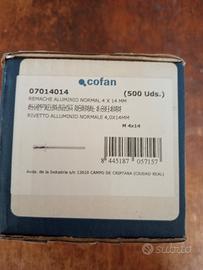 cofan
07014014
(500 Uds.)
REMACHE ALUMINIO NORMAL 4 X 14 MM
RIVETTO ALLUMINIO NORMALE 4,0X14MM
M 4x14
8 445187 057157
Avda. de la Industria s/n 13610 CAMPO DE CRIPTANA (CIUDAD REAL)
subito